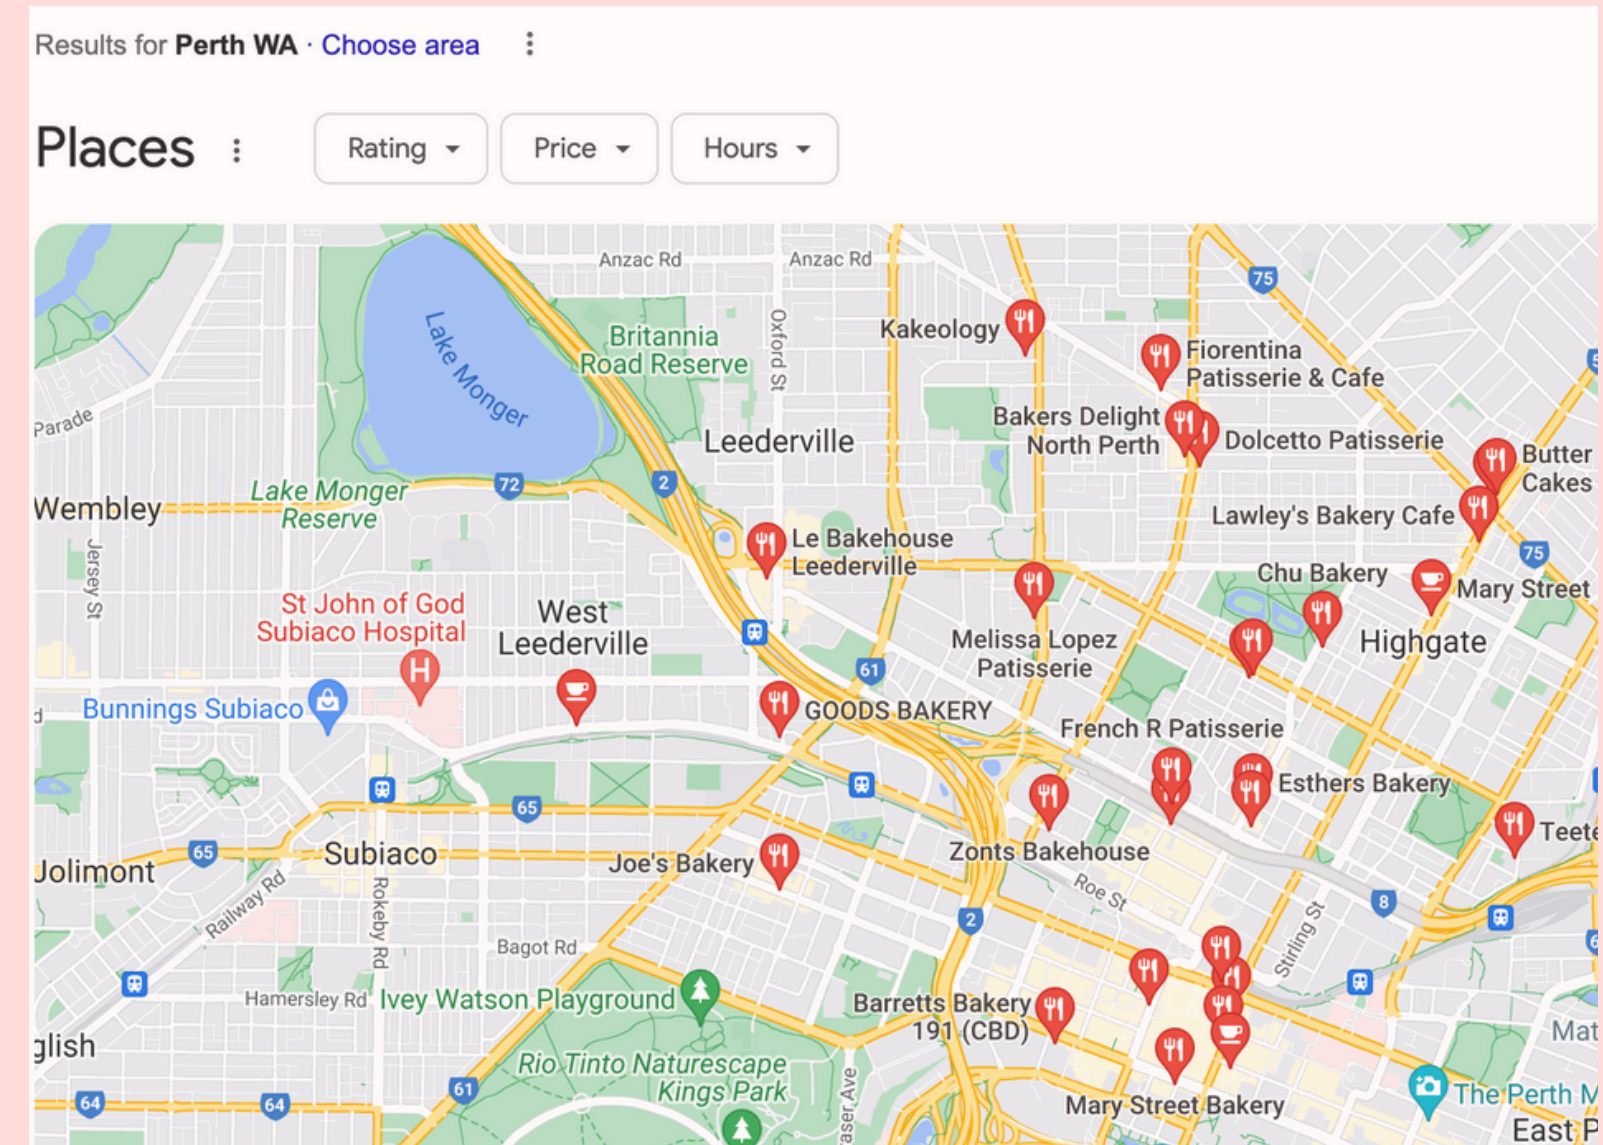 Results for Perth WA · Choose area
Places
Rating
Price
Hours
Anzac Rd
Anzac Rd
75
Oxford St
Lake Monger
Britannia
Road Reserve
Kakeology
Fiorentina
Patisserie & Cafe
Parade
Bakers Delight
North Perth
Dolcetto Patisserie
Leederville
Butter
Cakes
72
2
Lake Monger
Reserve
Wembley
Lawley's Bakery Cafe
Le Bakehouse
Leederville
75
Jersey St
Chu Bakery
Mary Street
St John of God
Subiaco Hospital
West
Leederville
Melissa Lopez
Patisserie
Highgate
H
61
Bunnings Subiaco
GOODS BAKERY
French R Patisserie
Esthers Bakery
65
65
Subiaco
Joe's Bakery
Zonts Bakehouse
Jolimont
Roe St
Railway Rd
Rokeby Rd
8
2
Stirling St
Bagot Rd
Hamersley Rd
Ivey Watson Playground
Barretts Bakery
191 (CBD)
Rio Tinto Naturescape
Kings Park
61
64
64
Mary Street Bakery
The Perth M
East P